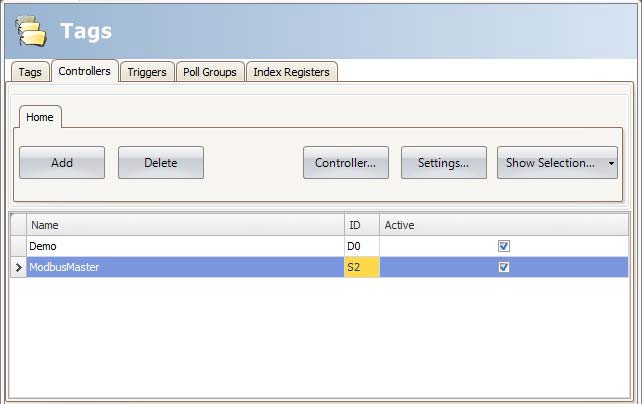 Tags
Tags Controllers Triggers Poll Groups Index Registers
Home
Add Delete Controller... Settings... Show Selection...
Name ID Active
Demo D0
ModbusMaster S2